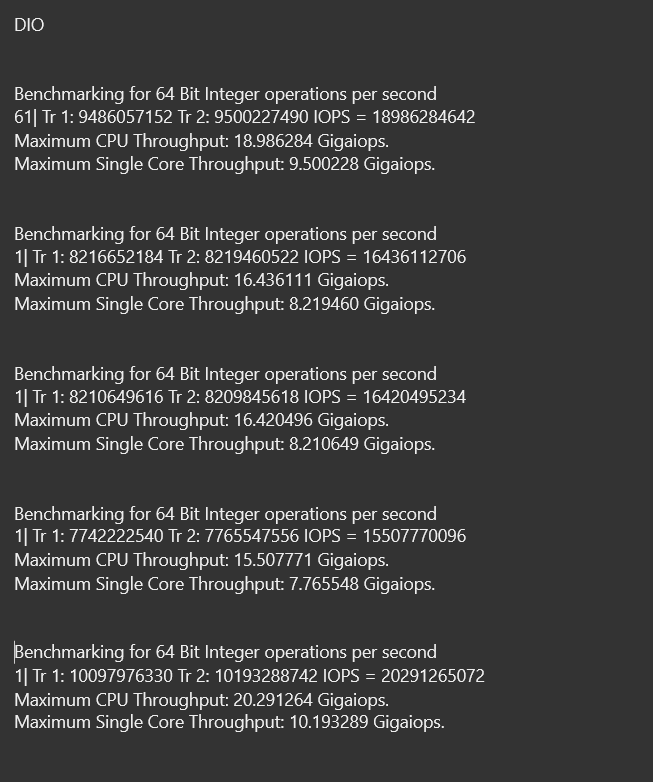 DIO
Benchmarking for 64 Bit Integer operations per second
61| Tr 1: 9486057152 Tr 2: 9500227490 IOPS = 18986284642
Maximum CPU Throughput: 18.986284 Gigaiops.
Maximum Single Core Throughput: 9.500228 Gigaiops.
Benchmarking for 64 Bit Integer operations per second
1| Tr 1: 8216652184 Tr 2: 8219460522 IOPS = 16436112706
Maximum CPU Throughput: 16.436111 Gigaiops.
Maximum Single Core Throughput: 8.219460 Gigaiops.
Benchmarking for 64 Bit Integer operations per second
1| Tr 1: 8210649616 Tr 2: 8209845618 IOPS = 16420495234
Maximum CPU Throughput: 16.420496 Gigaiops.
Maximum Single Core Throughput: 8.210649 Gigaiops.
Benchmarking for 64 Bit Integer operations per second
1| Tr 1: 7742222540 Tr 2: 7765547556 IOPS = 15507770096
Maximum CPU Throughput: 15.507771 Gigaiops.
Maximum Single Core Throughput: 7.765548 Gigaiops.
Benchmarking for 64 Bit Integer operations per second
1| Tr 1: 10097976330 Tr 2: 10193288742 IOPS = 20291265072
Maximum CPU Throughput: 20.291264 Gigaiops.
Maximum Single Core Throughput: 10.193289 Gigaiops.